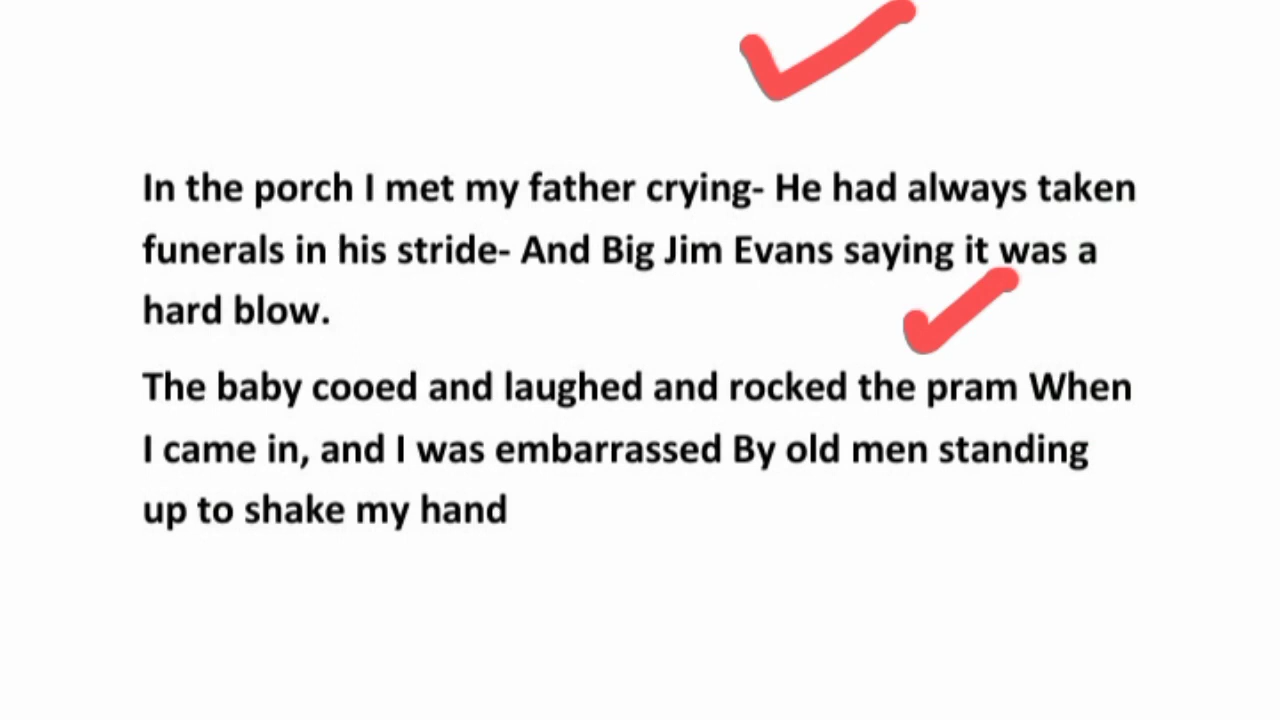 In the porch I met my father crying- He had always taken
funerals in his stride- And Big Jim Evans saying it was a
hard blow.
The baby cooed and laughed and rocked the pram When
I came in, and I was embarrassed By old men standing
up to shake my hand